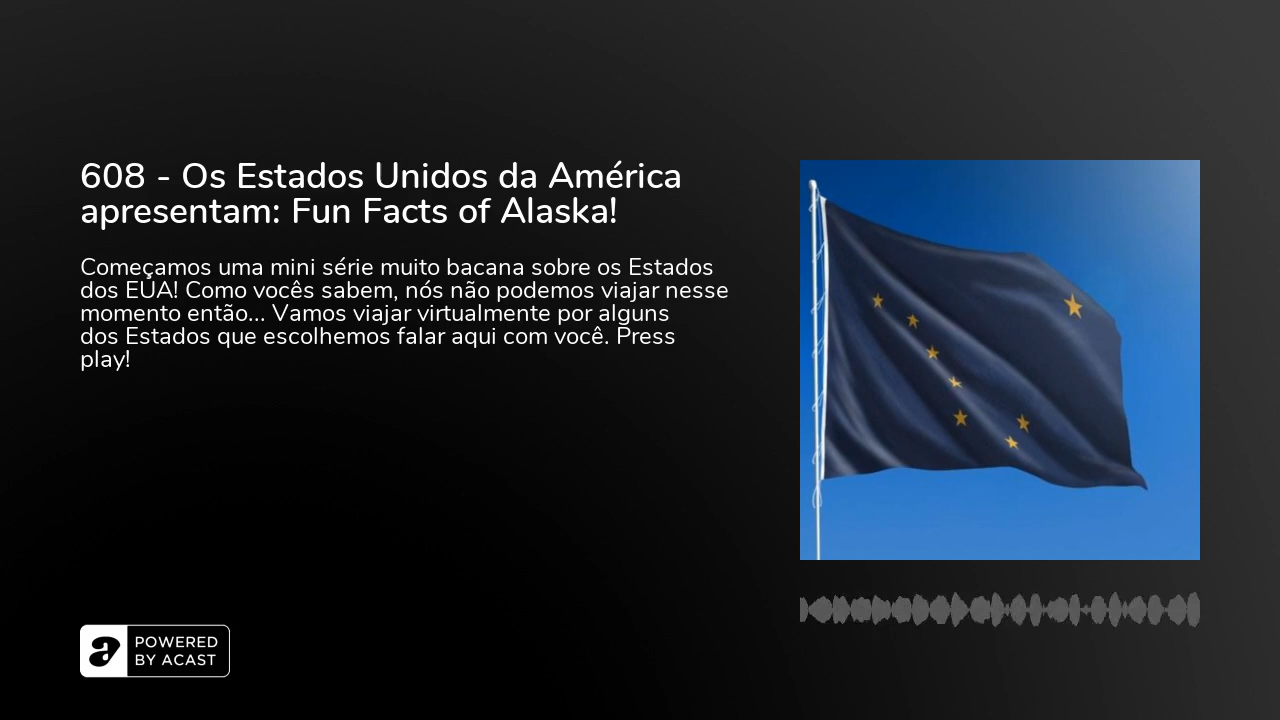 608 - Os Estados Unidos da América
apresentam: Fun Facts of Alaska!
Começamos uma mini série muito bacana sobre os Estados
dos EUA! Como vocês sabem, nós não podemos viajar nesse
momento então... Vamos viajar virtualmente por alguns
dos Estados que escolhemos falar aqui com você. Press
play!
POWERED
BY ACAST